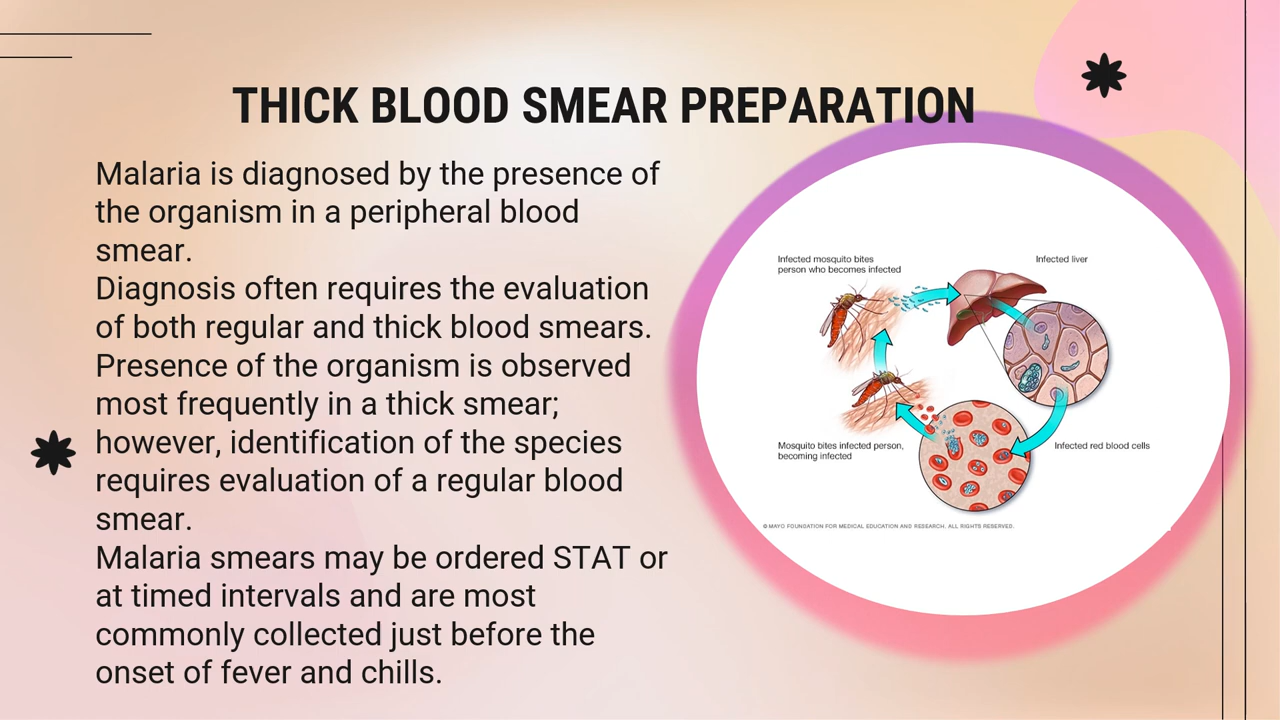 THICK BLOOD SMEAR PREPARATION
Malaria is diagnosed by the presence of
the organism in a peripheral blood
smear.
Diagnosis often requires the evaluation
of both regular and thick blood smears.
Presence of the organism is observed
most frequently in a thick smear;
however, identification of the species
requires evaluation of a regular blood
smear.
Malaria smears may be ordered STAT or
at timed intervals and are most
commonly collected just before the
onset of fever and chills.
Infected mosquito bites
person who becomes infected
Infected liver
Mosquito bites infected person,
becoming infected
Infected red blood cells
© MAYO FOUNDATION FOR MEDICAL EDUCATION AND RESEARCH. ALL RIGHTS RESERVED.